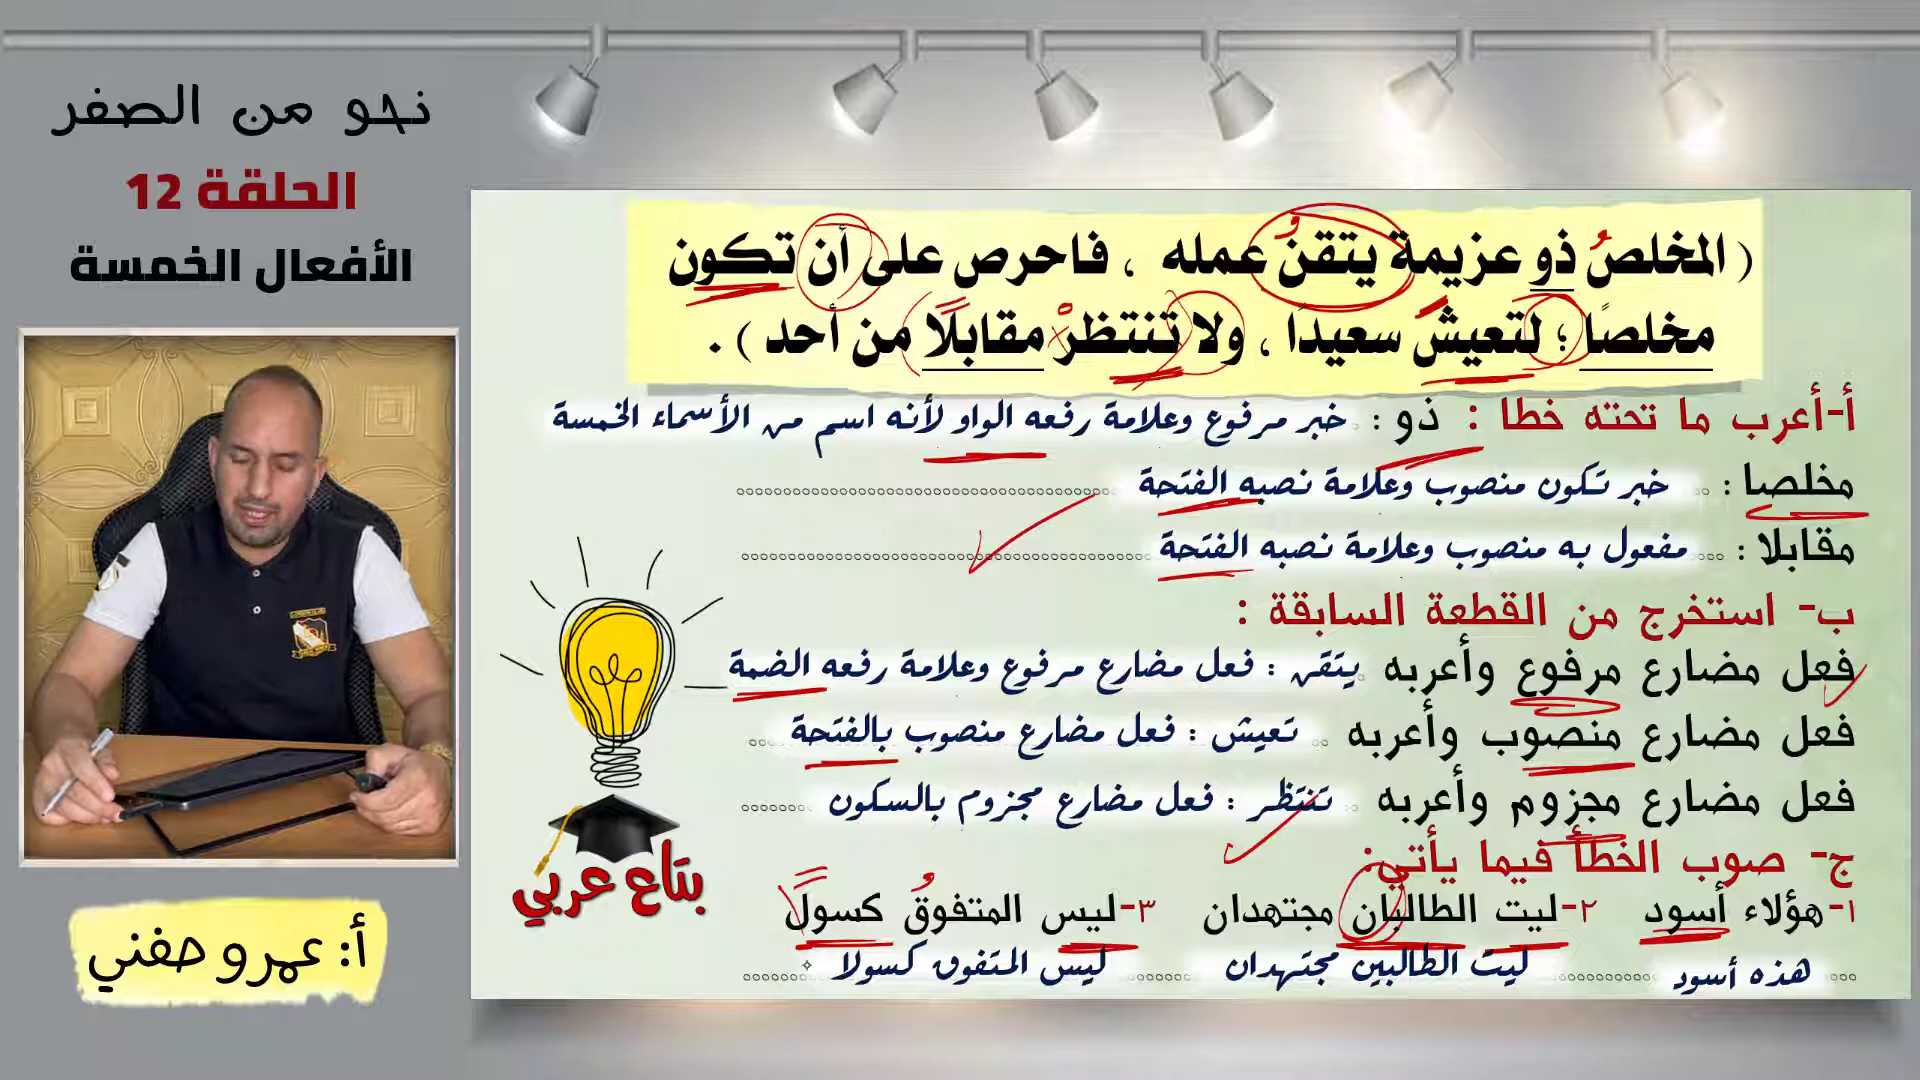 نحو من الصفر
الحلقة 12
الأفعال الخمسة
( المخلصُ ذو عزيمة يتقنُ عمله ، فاحرص على أن تكون
مخلصًا ؛ لتعيشَ سعيدًا ، ولا تنتظرْ مقابلًا من أحد ) .
أ-أعرب ما تحته خطا : ذو : خبر مرفوع وعلامة رفعه الواو لأنه اسم من الأسماء الخمسة
مخلصا : خبر تكون منصوب وعلامة نصبه الفتحة
مقابلا : مفعول به منصوب وعلامة نصبه الفتحة
ب- استخرج من القطعة السابقة :
فعل مضارع مرفوع وأعربه يتقن : فعل مضارع مرفوع وعلامة رفعه الضمة
فعل مضارع منصوب وأعربه تعيش : فعل مضارع منصوب بالفتحة
فعل مضارع مجزوم وأعربه تنتظر : فعل مضارع مجزوم بالسكون
ج- صوب الخطأ فيما يأتي:
١-هؤلاء أسود ٢-ليت الطالبان مجتهدان ٣-ليس المتفوقُ كسولً
هذه أسود ليت الطالبين مجتهدان ليس المتفوق كسولا
بتاع عربي
أ: عمرو حفني